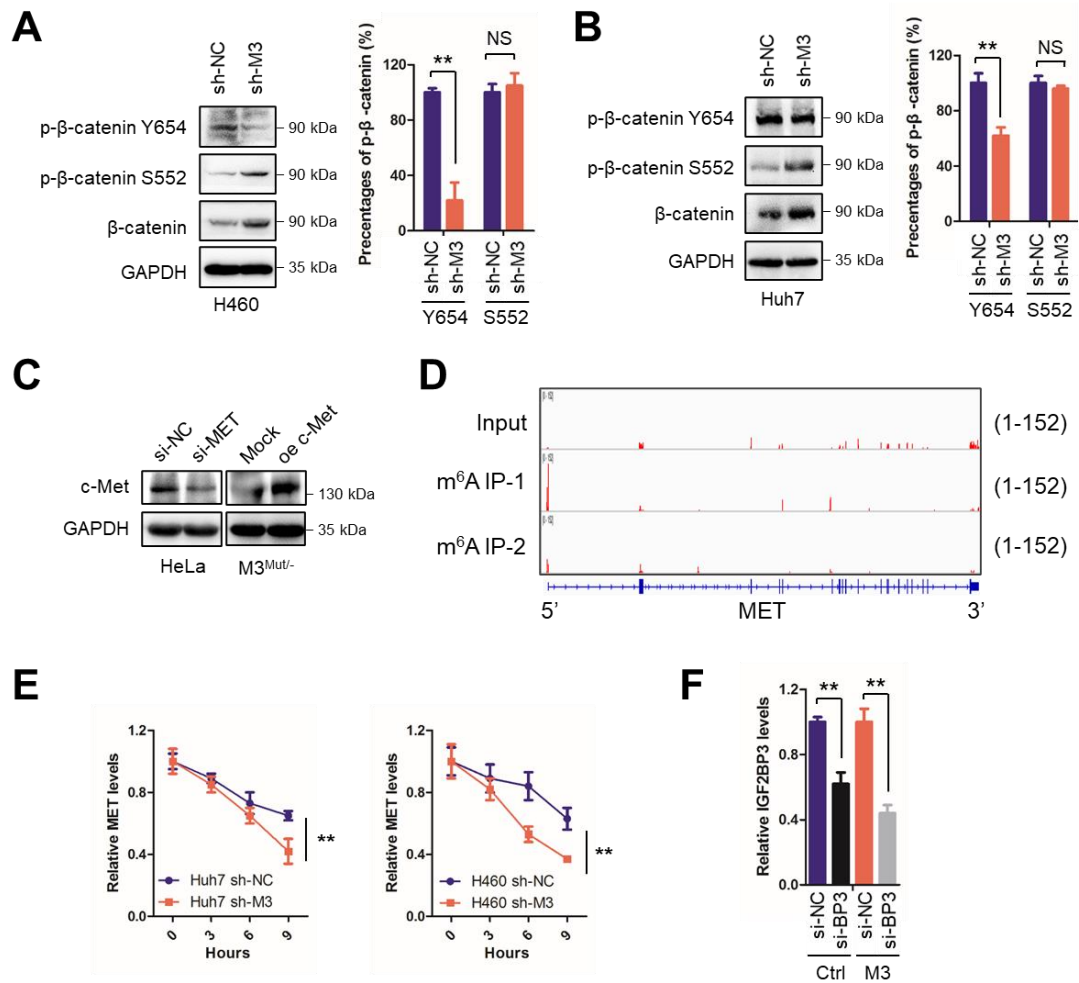 A
sh-NC
sh-M3
p-β-catenin Y654
90 kDa
p-β-catenin S552
90 kDa
β-catenin
90 kDa
GAPDH
35 kDa
H460
Precentages of p-β -catenin (%)
120
80
40
0
**
NS
sh-NC
sh-M3
sh-NC
sh-M3
Y654
S552
B
sh-NC
sh-M3
p-β-catenin Y654
90 kDa
p-β-catenin S552
90 kDa
β-catenin
90 kDa
GAPDH
35 kDa
Huh7
Precentages of p-β -catenin (%)
120
80
40
0
**
NS
sh-NC
sh-M3
sh-NC
sh-M3
Y654
S552
C
si-NC
si-MET
Mock
oe c-Met
c-Met
130 kDa
GAPDH
35 kDa
HeLa
M3Mut/-
D
Input
(1-152)
m6A IP-1
(1-152)
m6A IP-2
(1-152)
5’
MET
3’
E
Relative MET levels
1.2
0.8
0.4
0.0
**
Huh7 sh-NC
Huh7 sh-M3
0
3
6
9
Hours
Relative MET levels
1.2
0.8
0.4
0.0
**
H460 sh-NC
H460 sh-M3
0
3
6
9
Hours
F
Relative IGF2BP3 levels
1.2
0.8
0.4
0.0
**
**
si-NC
si-BP3
si-NC
si-BP3
Ctrl
M3